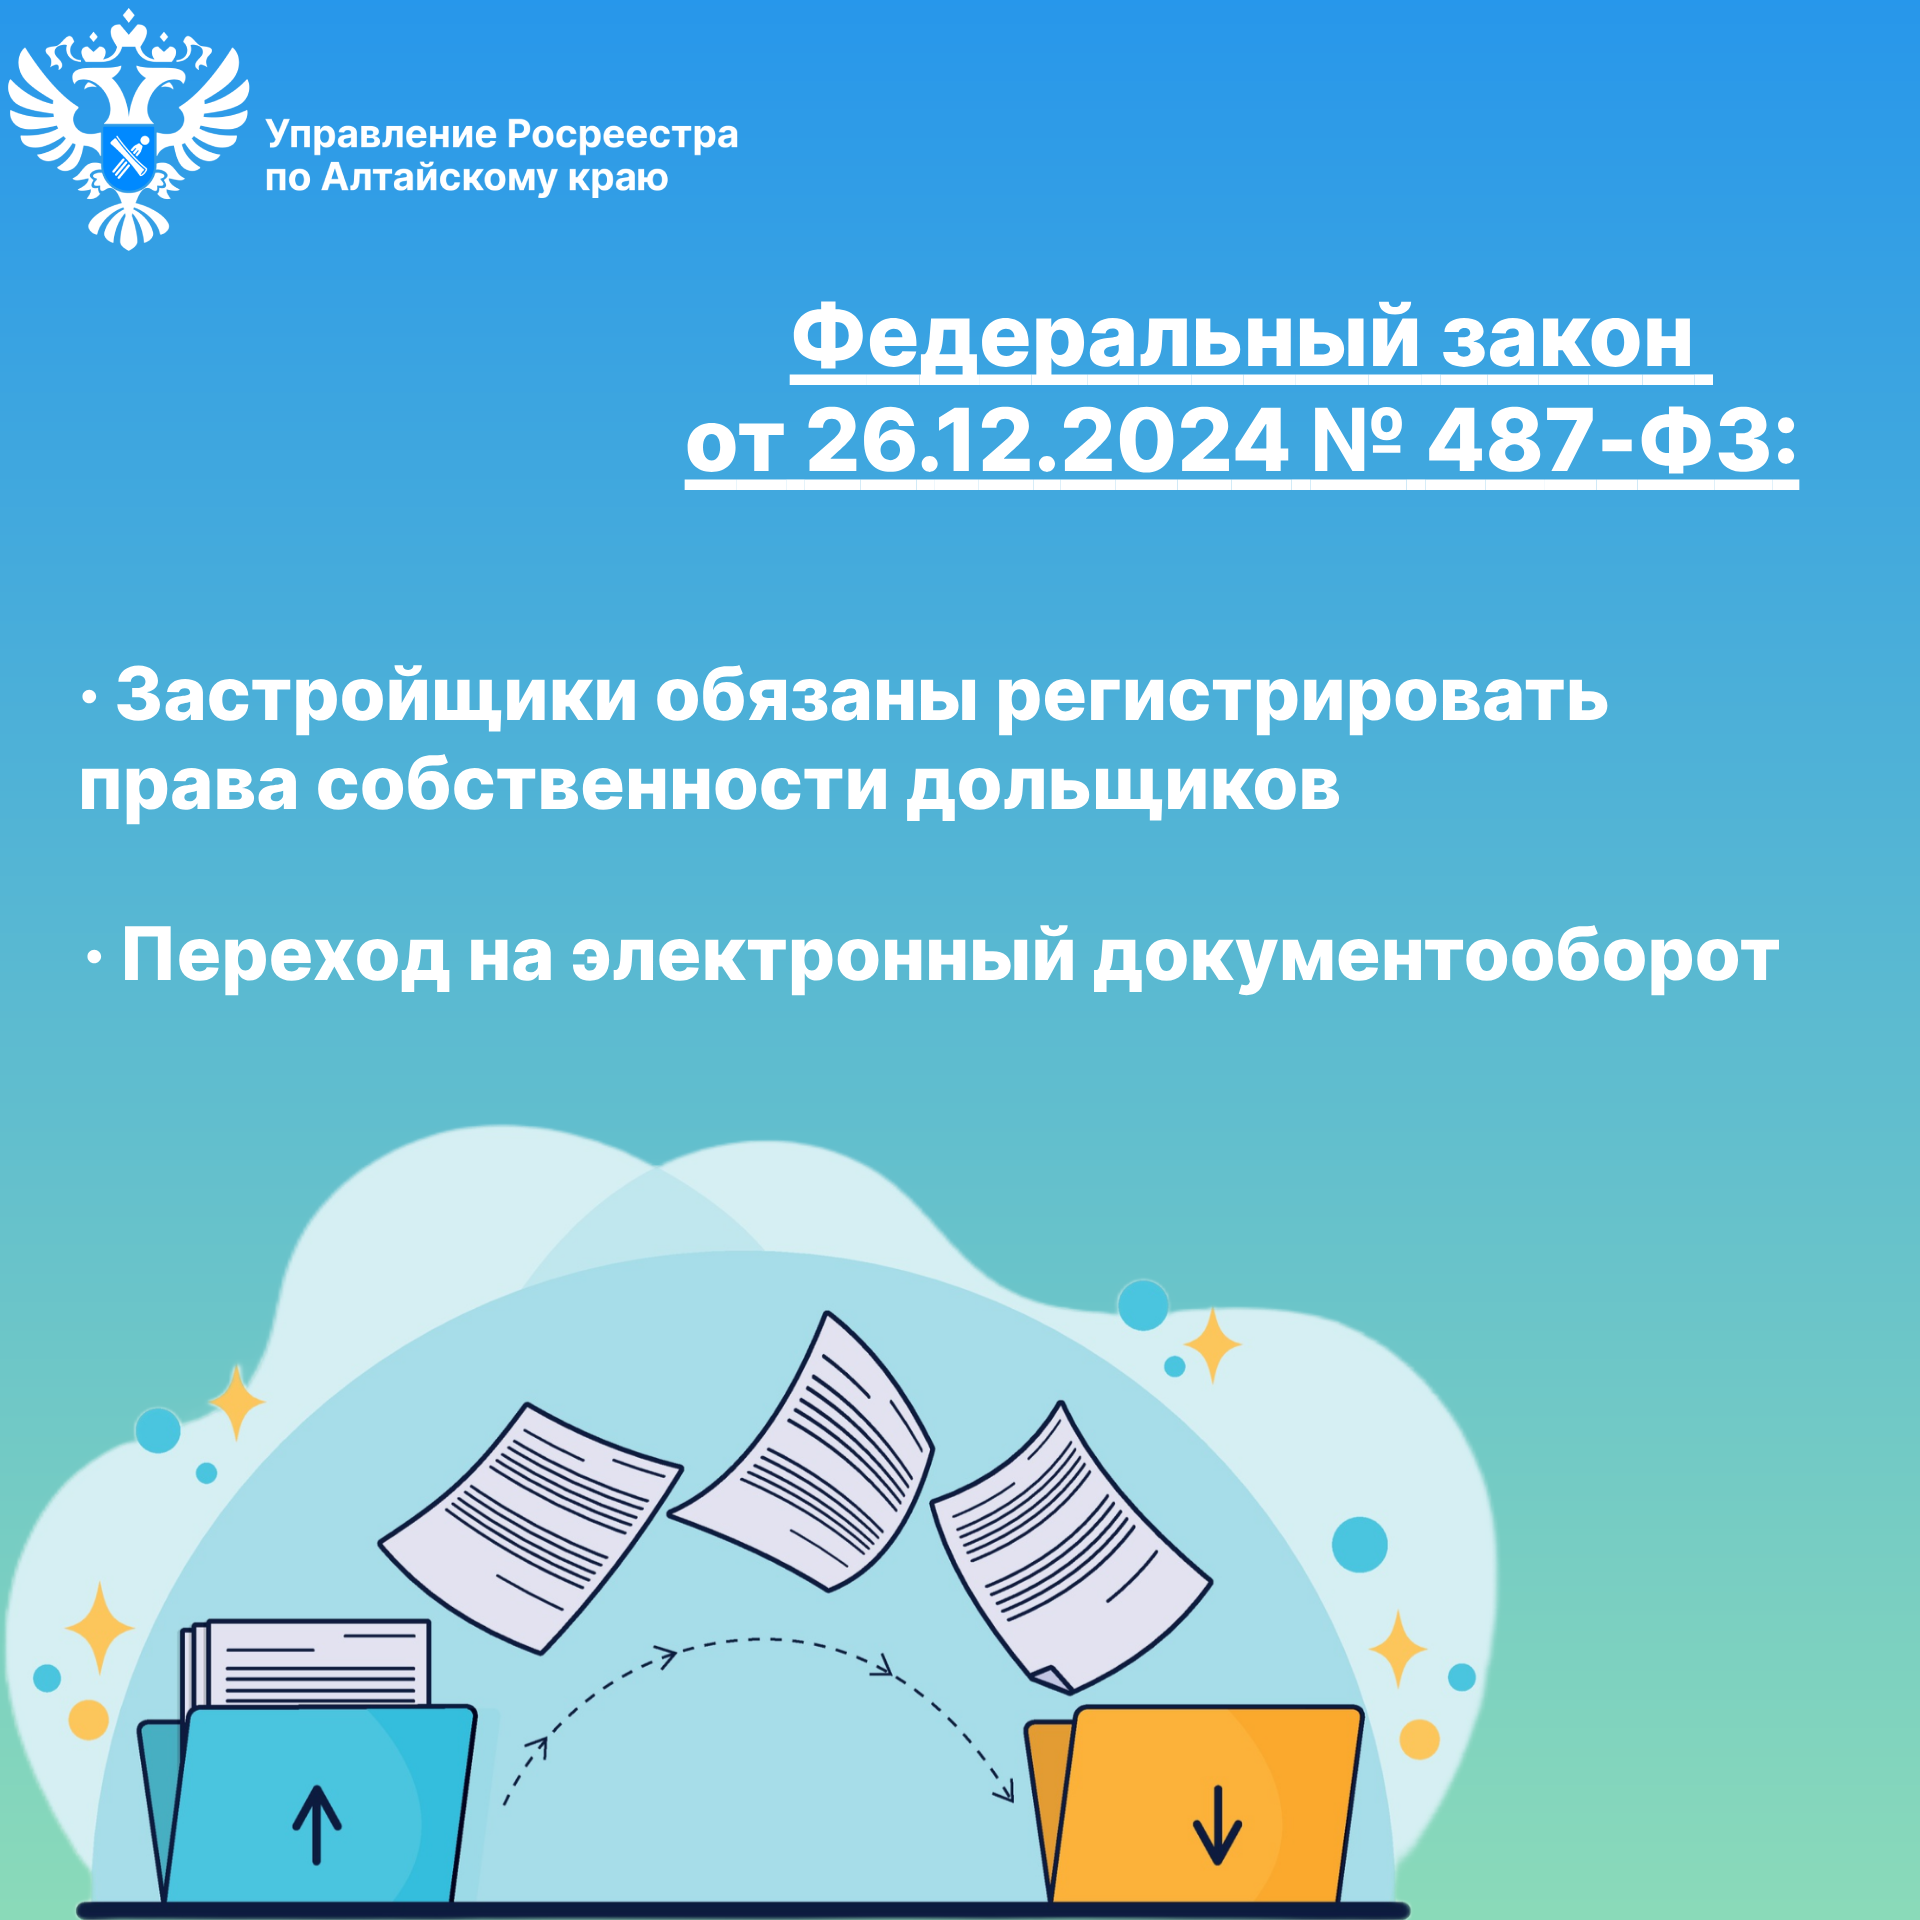 Управление Росреестра
по Алтайскому краю
Федеральный закон
от 26.12.2024 № 487-ФЗ:
· Застройщики обязаны регистрировать
права собственности дольщиков
· Переход на электронный документооборот